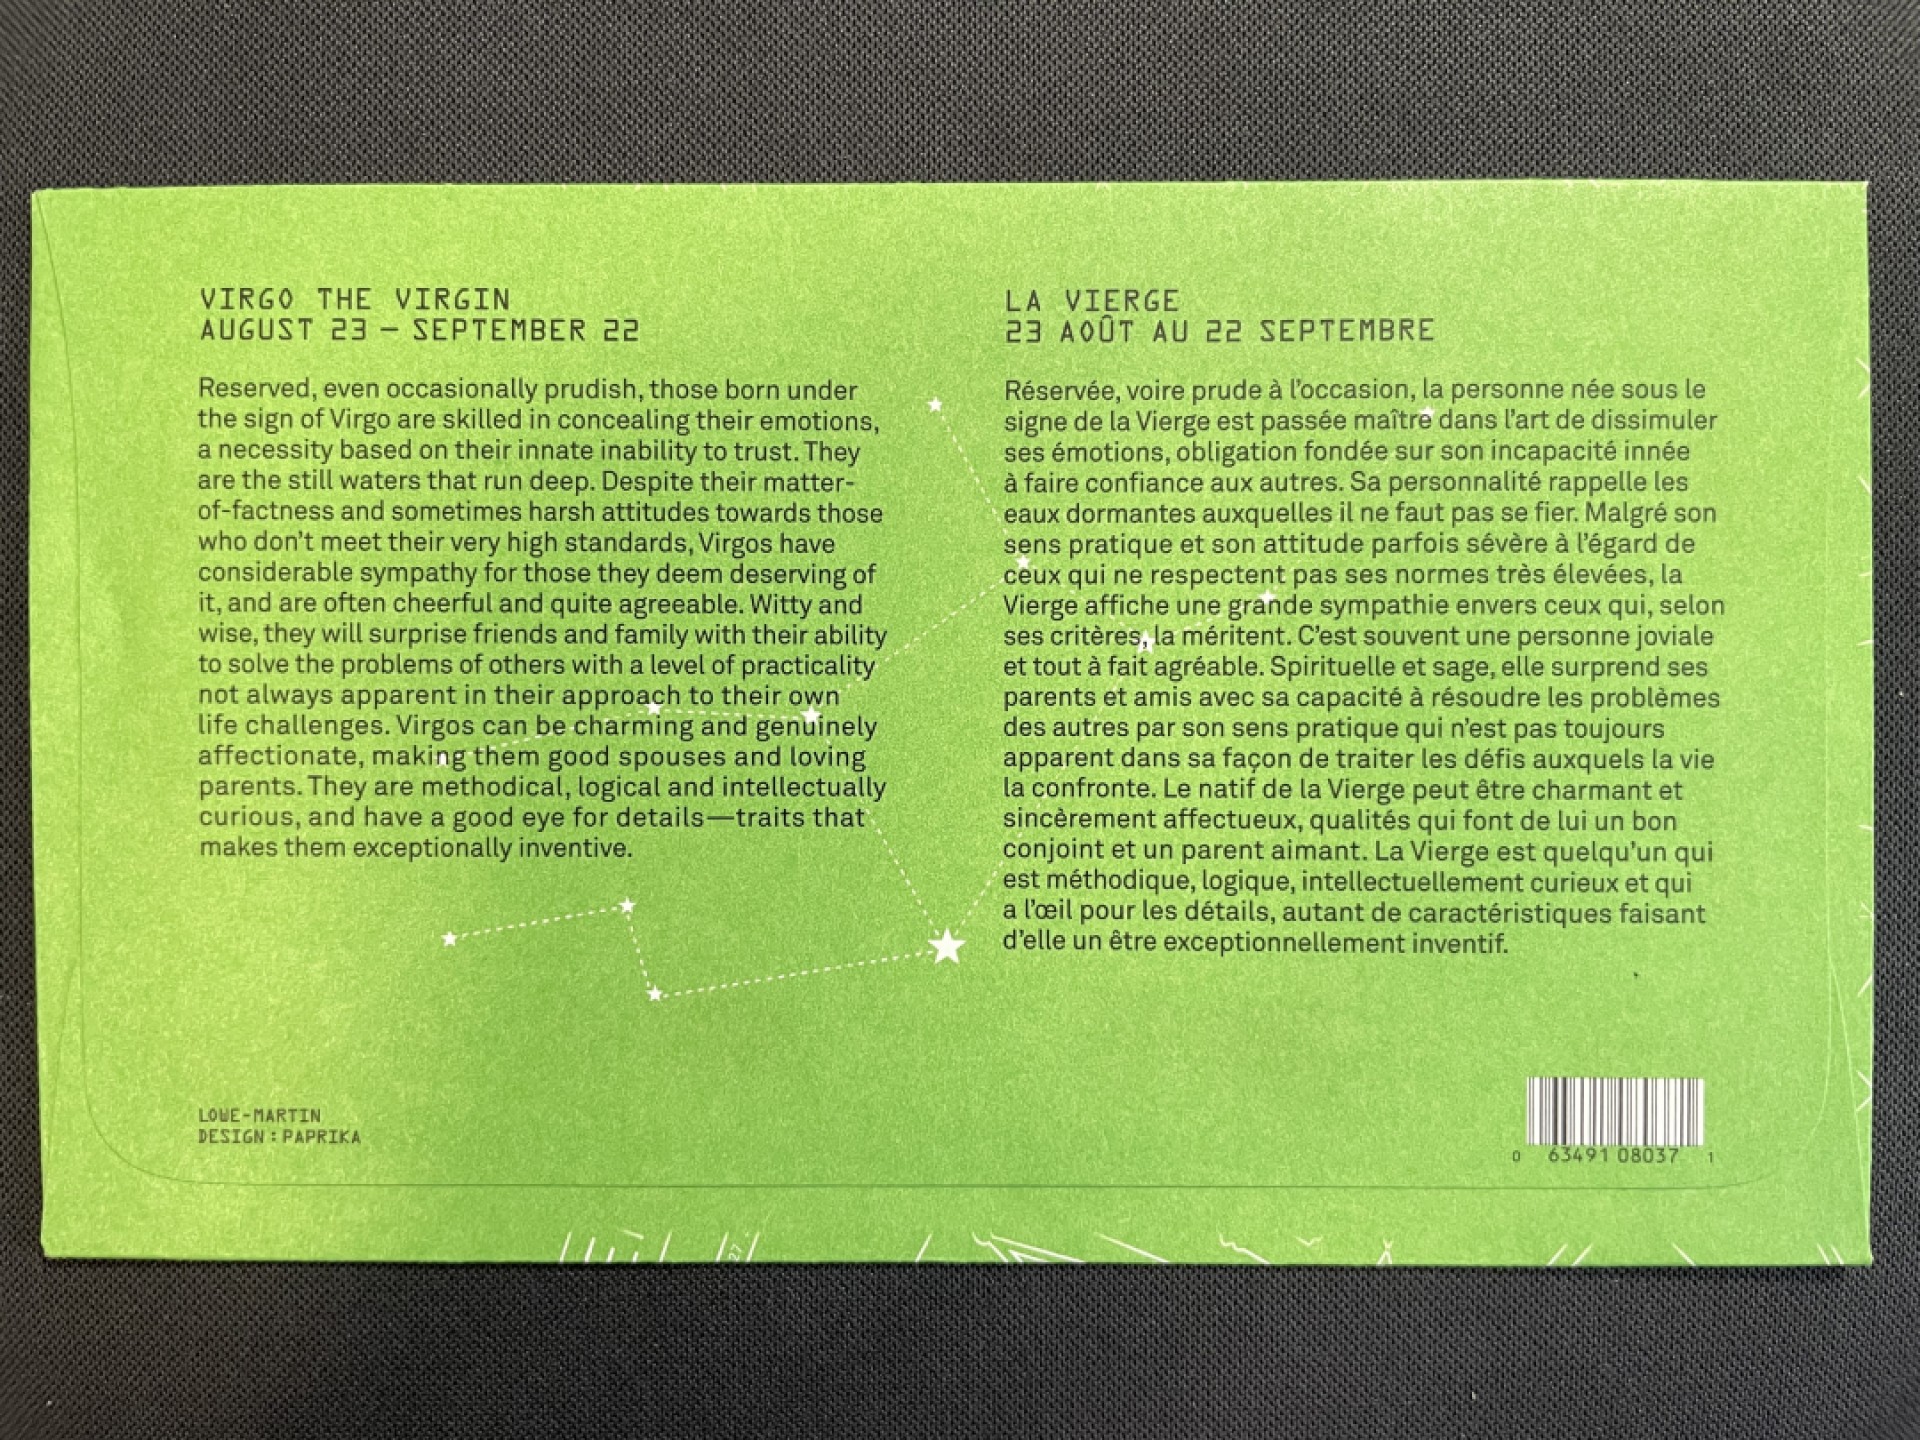 VIRGO THE VIRGIN
AUGUST 23 – SEPTEMBER 22
Reserved, even occasionally prudish, those born under
the sign of Virgo are skilled in concealing their emotions,
a necessity based on their innate inability to trust. They
are the still waters that run deep. Despite their matter-
of-factness and sometimes harsh attitudes towards those
who don't meet their very high standards, Virgos have
considerable sympathy for those they deem deserving of
it, and are often cheerful and quite agreeable. Witty and
wise, they will surprise friends and family with their ability
to solve the problems of others with a level of practicality
not always apparent in their approach to their own
life challenges. Virgos can be charming and genuinely
affectionate, making them good spouses and loving
parents. They are methodical, logical and intellectually
curious, and have a good eye for details—traits that
makes them exceptionally inventive.
LA VIERGE
23 AOÛT AU 22 SEPTEMBRE
Réservée, voire prude à l'occasion, la personne née sous le
signe de la Vierge est passée maître dans l'art de dissimuler
ses émotions, obligation fondée sur son incapacité innée
à faire confiance aux autres. Sa personnalité rappelle les
eaux dormantes auxquelles il ne faut pas se fier. Malgré son
sens pratique et son attitude parfois sévère à l'égard de
ceux qui ne respectent pas ses normes très élevées, la
Vierge affiche une grande sympathie envers ceux qui, selon
ses critères, la méritent. C'est souvent une personne joviale
et tout à fait agréable. Spirituelle et sage, elle surprend ses
parents et amis avec sa capacité à résoudre les problèmes
des autres par son sens pratique qui n'est pas toujours
apparent dans sa façon de traiter les défis auxquels la vie
la confronte. Le natif de la Vierge peut être charmant et
sincèrement affectueux, qualités qui font de lui un bon
conjoint et un parent aimant. La Vierge est quelqu'un qui
est méthodique, logique, intellectuellement curieux et qui
a l'œil pour les détails, autant de caractéristiques faisant
d'elle un être exceptionnellement inventif.
LOWE-MARTIN
DESIGN : PAPRIKA
0 63491 08037 1
27